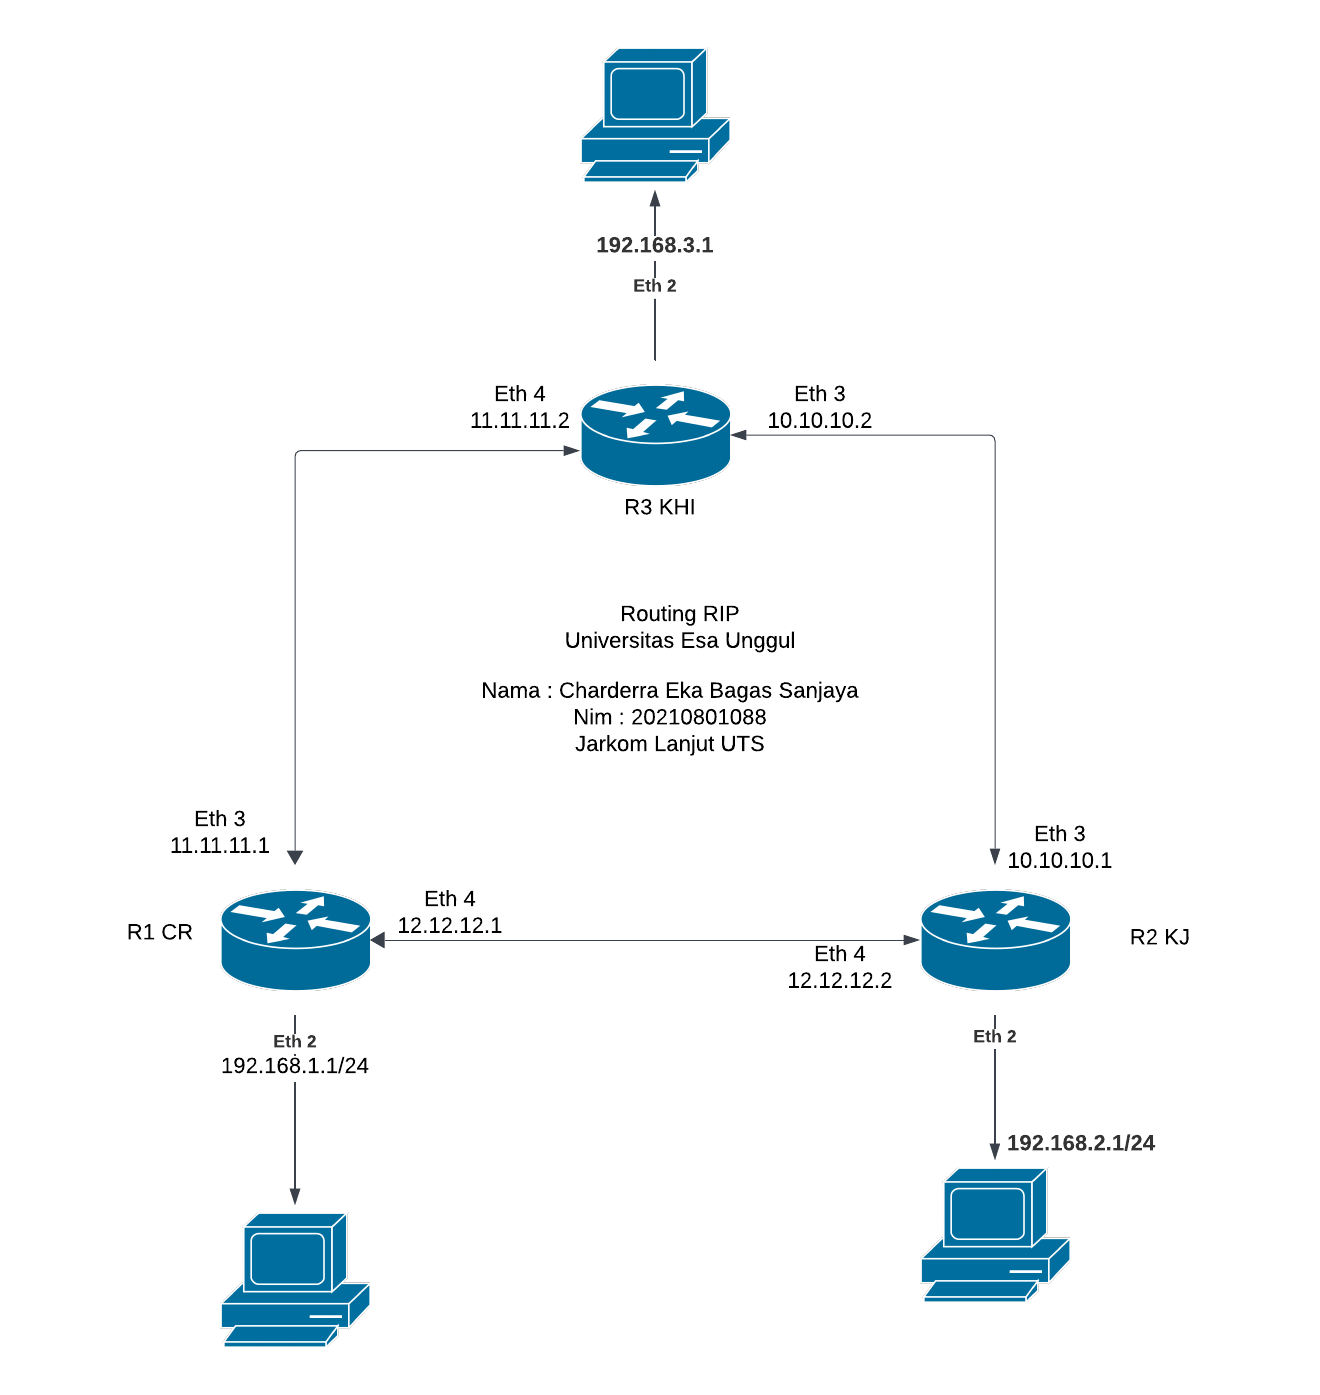 192.168.3.1
Eth 2
Eth 4
11.11.11.2
Eth 3
10.10.10.2
R3 KHI
Routing RIP
Universitas Esa Unggul
Nama : Charderra Eka Bagas Sanjaya
Nim : 20210801088
Jarkom Lanjut UTS
Eth 3
11.11.11.1
Eth 3
10.10.10.1
R1 CR
Eth 4
12.12.12.1
Eth 4
12.12.12.2
R2 KJ
Eth 2
192.168.1.1/24
Eth 2
192.168.2.1/24